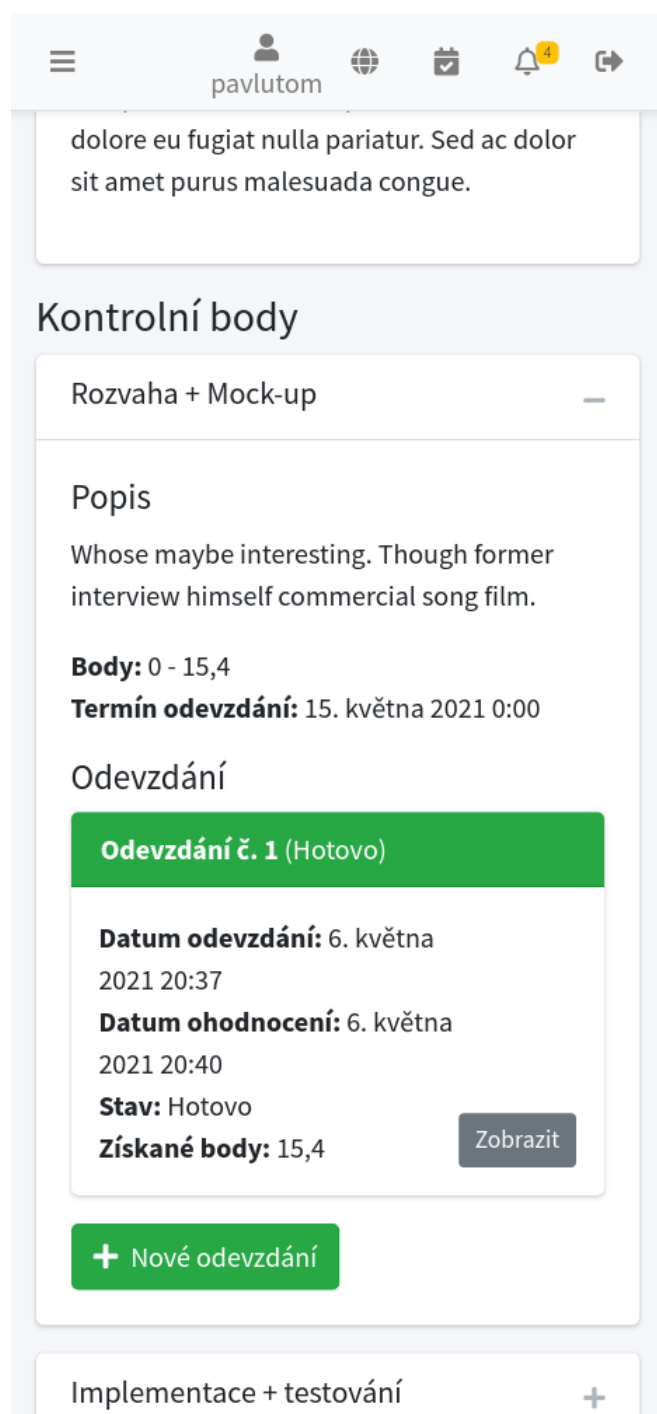 4
pavlutom
dolore eu fugiat nulla pariatur. Sed ac dolor
sit amet purus malesuada congue.
Kontrolní body
Rozvaha + Mock-up
Popis
Whose maybe interesting. Though former
interview himself commercial song film.
Body: 0 - 15,4
Termín odevzdání: 15. května 2021 0:00
Odevzdání
Odevzdání č. 1 (Hotovo)
Datum odevzdání: 6. května
2021 20:37
Datum ohodnocení: 6. května
2021 20:40
Stav: Hotovo
Získané body: 15,4
Zobrazit
Nové odevzdání
Implementace + testování